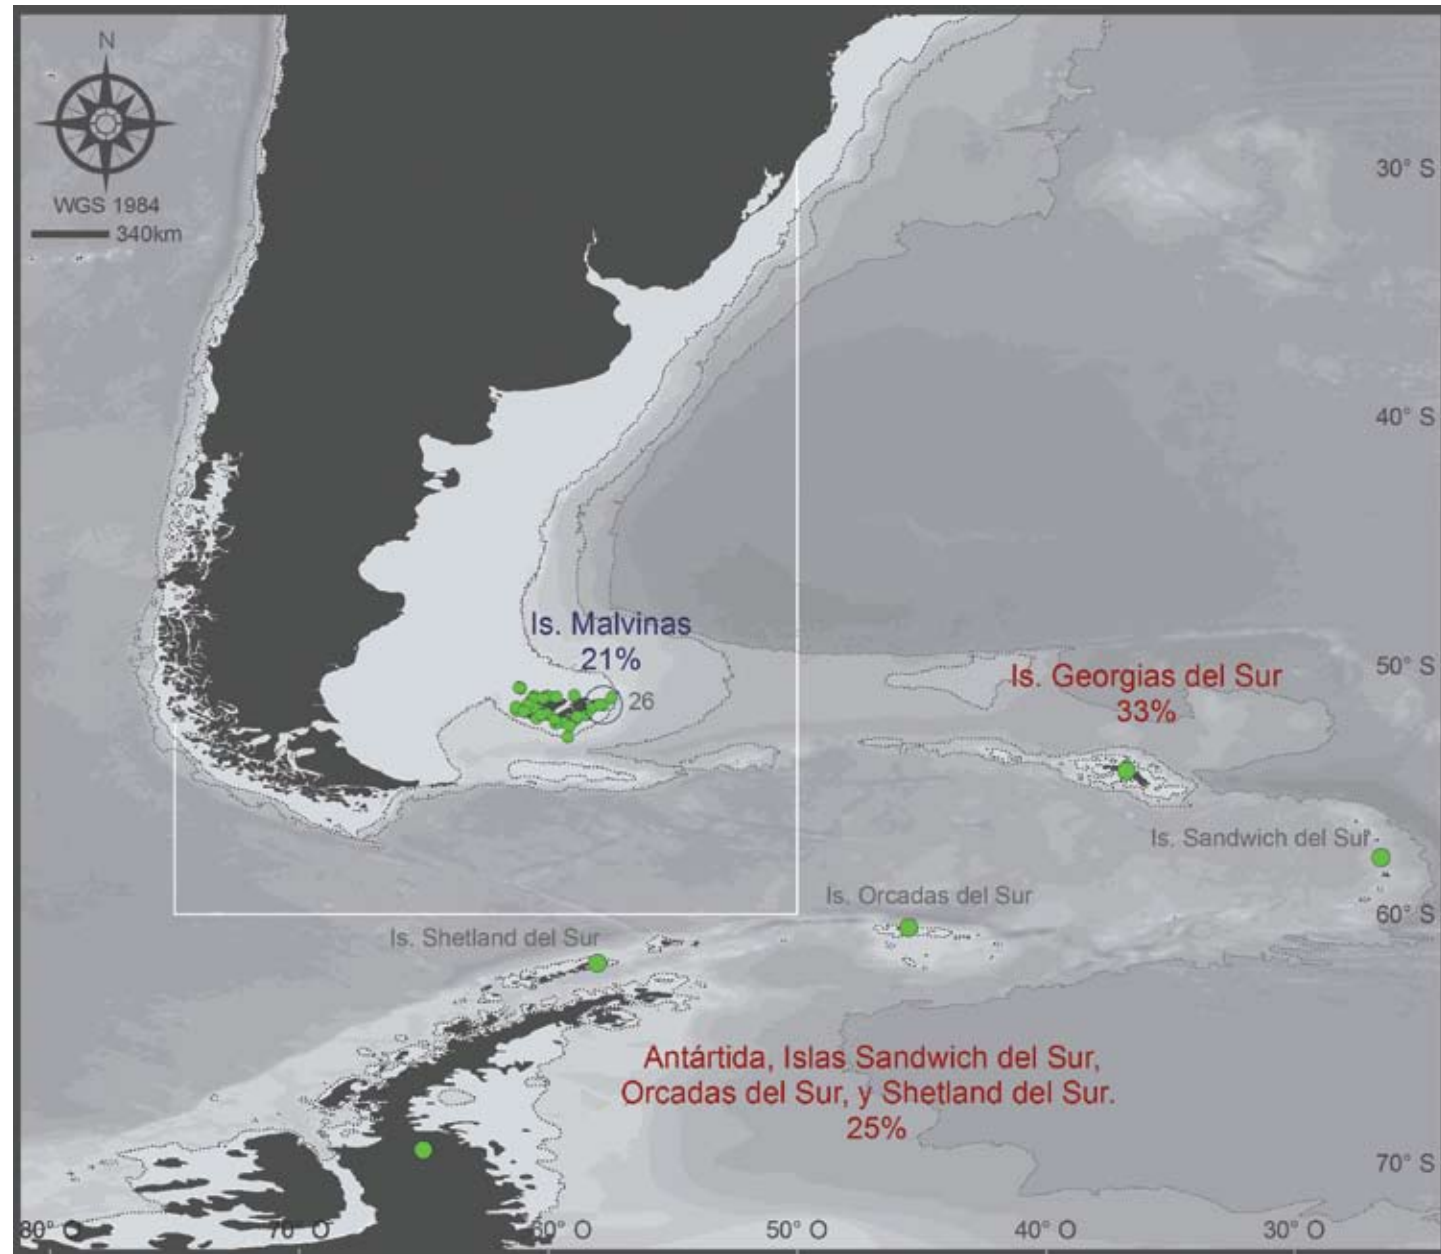 N
WGS 1984
340km
30° S
40° S
Is. Malvinas
21%
26
50° S
Is. Georgias del Sur
33%
Is. Sandwich del Sur
Is. Orcadas del Sur
60° S
Is. Shetland del Sur
Antártida, Islas Sandwich del Sur,
Orcadas del Sur, y Shetland del Sur.
25%
70° S
80° O 70° O 60° O 50° O 40° O 30° O